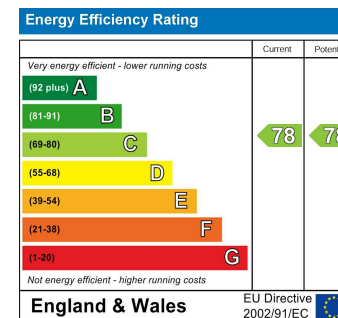 Energy Efficiency Rating
Current Potent
Very energy efficient - lower running costs
(92 plus) A
(81-91) B
(69-80) C
78 78
(55-68) D
(39-54) E
(21-38) F
(1-20) G
Not energy efficient - higher running costs
England & Wales
EU Directive
2002/91/EC